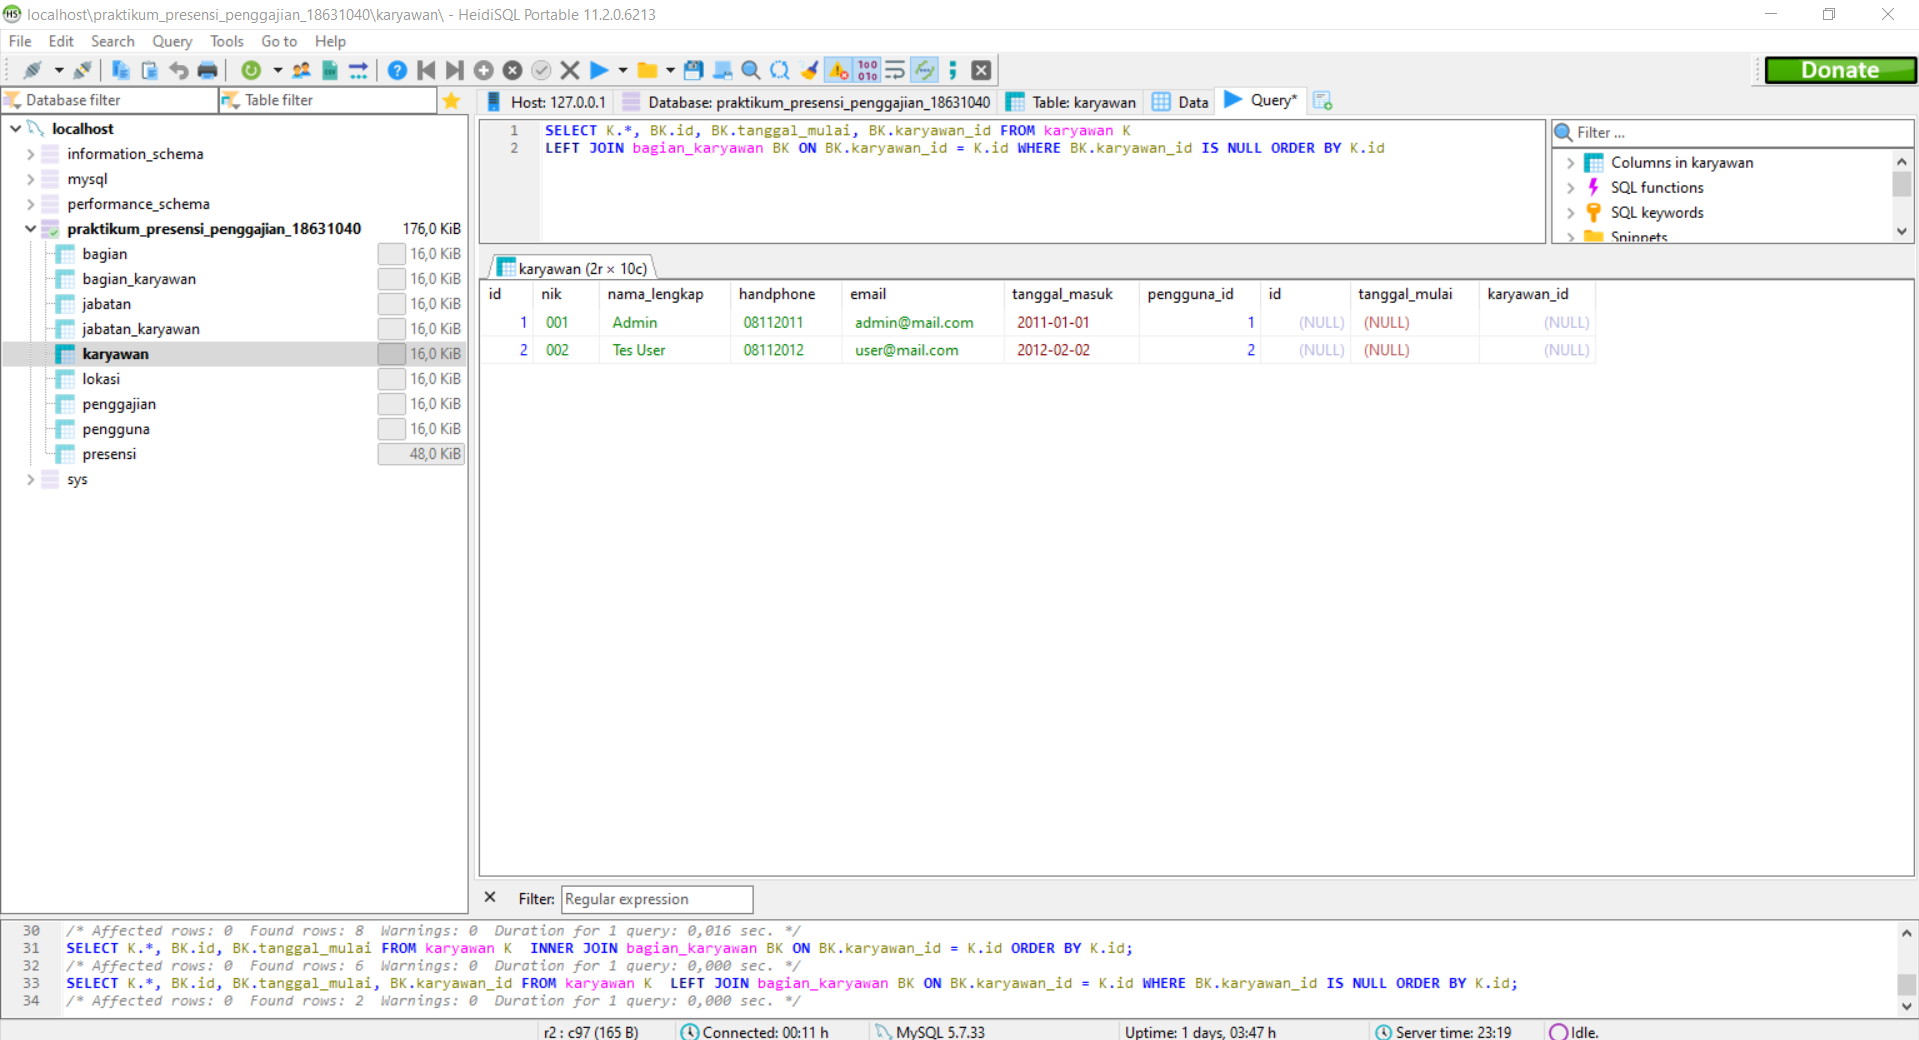 localhost\praktikum_presensi_penggajian_18631040\karyawan\ - HeidiSQL Portable 11.2.0.6213
File Edit Search Query Tools Go to Help
Donate
Database filter Table filter
Host: 127.0.0.1 Database: praktikum_presensi_penggajian_18631040 Table: karyawan Data Query*
localhost
information_schema
mysql
performance_schema
praktikum_presensi_penggajian_18631040 176,0 KiB
bagian 16,0 KiB
bagian_karyawan 16,0 KiB
jabatan 16,0 KiB
jabatan_karyawan 16,0 KiB
karyawan 16,0 KiB
lokasi 16,0 KiB
penggajian 16,0 KiB
pengguna 16,0 KiB
presensi 48,0 KiB
sys
1 SELECT K.*, BK.id, BK.tanggal_mulai, BK.karyawan_id FROM karyawan K
2 LEFT JOIN bagian_karyawan BK ON BK.karyawan_id = K.id WHERE BK.karyawan_id IS NULL ORDER BY K.id
Filter ...
Columns in karyawan
SQL functions
SQL keywords
Snippets
karyawan (2r × 10c)
id nik nama_lengkap handphone email tanggal_masuk pengguna_id id tanggal_mulai karyawan_id
1 001 Admin 08112011 admin@mail.com 2011-01-01 1 (NULL) (NULL) (NULL)
2 002 Tes User 08112012 user@mail.com 2012-02-02 2 (NULL) (NULL) (NULL)
Filter: Regular expression
30 /* Affected rows: 0 Found rows: 8 Warnings: 0 Duration for 1 query: 0,016 sec. */
31 SELECT K.*, BK.id, BK.tanggal_mulai FROM karyawan K INNER JOIN bagian_karyawan BK ON BK.karyawan_id = K.id ORDER BY K.id;
32 /* Affected rows: 0 Found rows: 6 Warnings: 0 Duration for 1 query: 0,000 sec. */
33 SELECT K.*, BK.id, BK.tanggal_mulai, BK.karyawan_id FROM karyawan K LEFT JOIN bagian_karyawan BK ON BK.karyawan_id = K.id WHERE BK.karyawan_id IS NULL ORDER BY K.id;
34 /* Affected rows: 0 Found rows: 2 Warnings: 0 Duration for 1 query: 0,000 sec. */
r2 : c97 (165 B) Connected: 00:11 h MySQL 5.7.33 Uptime: 1 days, 03:47 h Server time: 23:19 Idle.